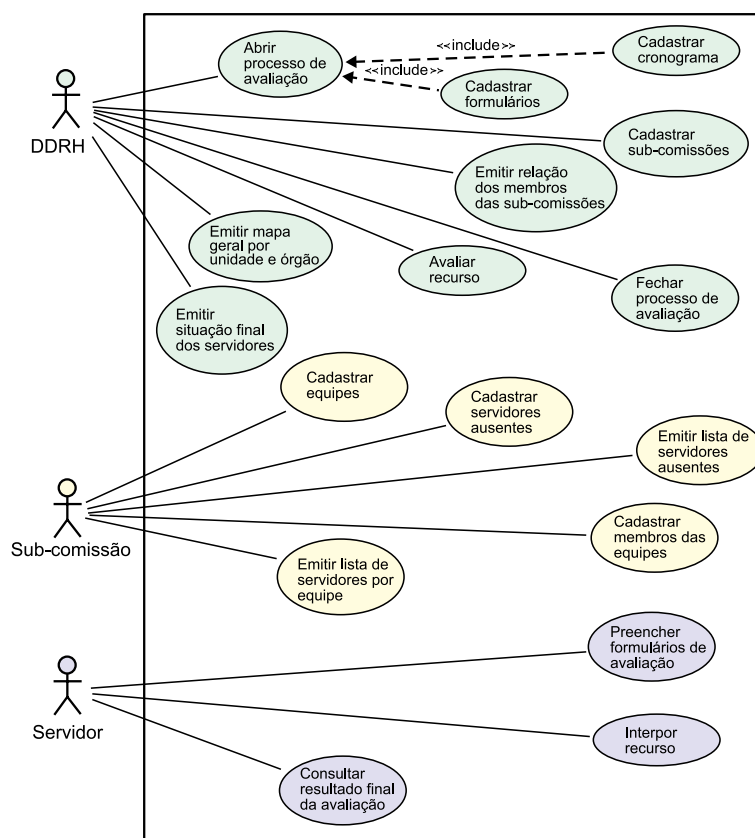 Abrir
processo de
avaliação
<<include>>
Cadastrar
cronograma
<<include>>
Cadastrar
formulários
DDRH
Cadastrar
sub-comissões
Emitir relação
dos membros
das sub-comissões
Emitir mapa
geral por
unidade e órgão
Avaliar
recurso
Fechar
processo de
avaliação
Emitir
situação final
dos servidores
Cadastrar
equipes
Cadastrar
servidores
ausentes
Emitir lista de
servidores
ausentes
Sub-comissão
Cadastrar
membros das
equipes
Emitir lista de
servidores por
equipe
Preencher
formulários de
avaliação
Servidor
Interpor
recurso
Consultar
resultado final
da avaliação